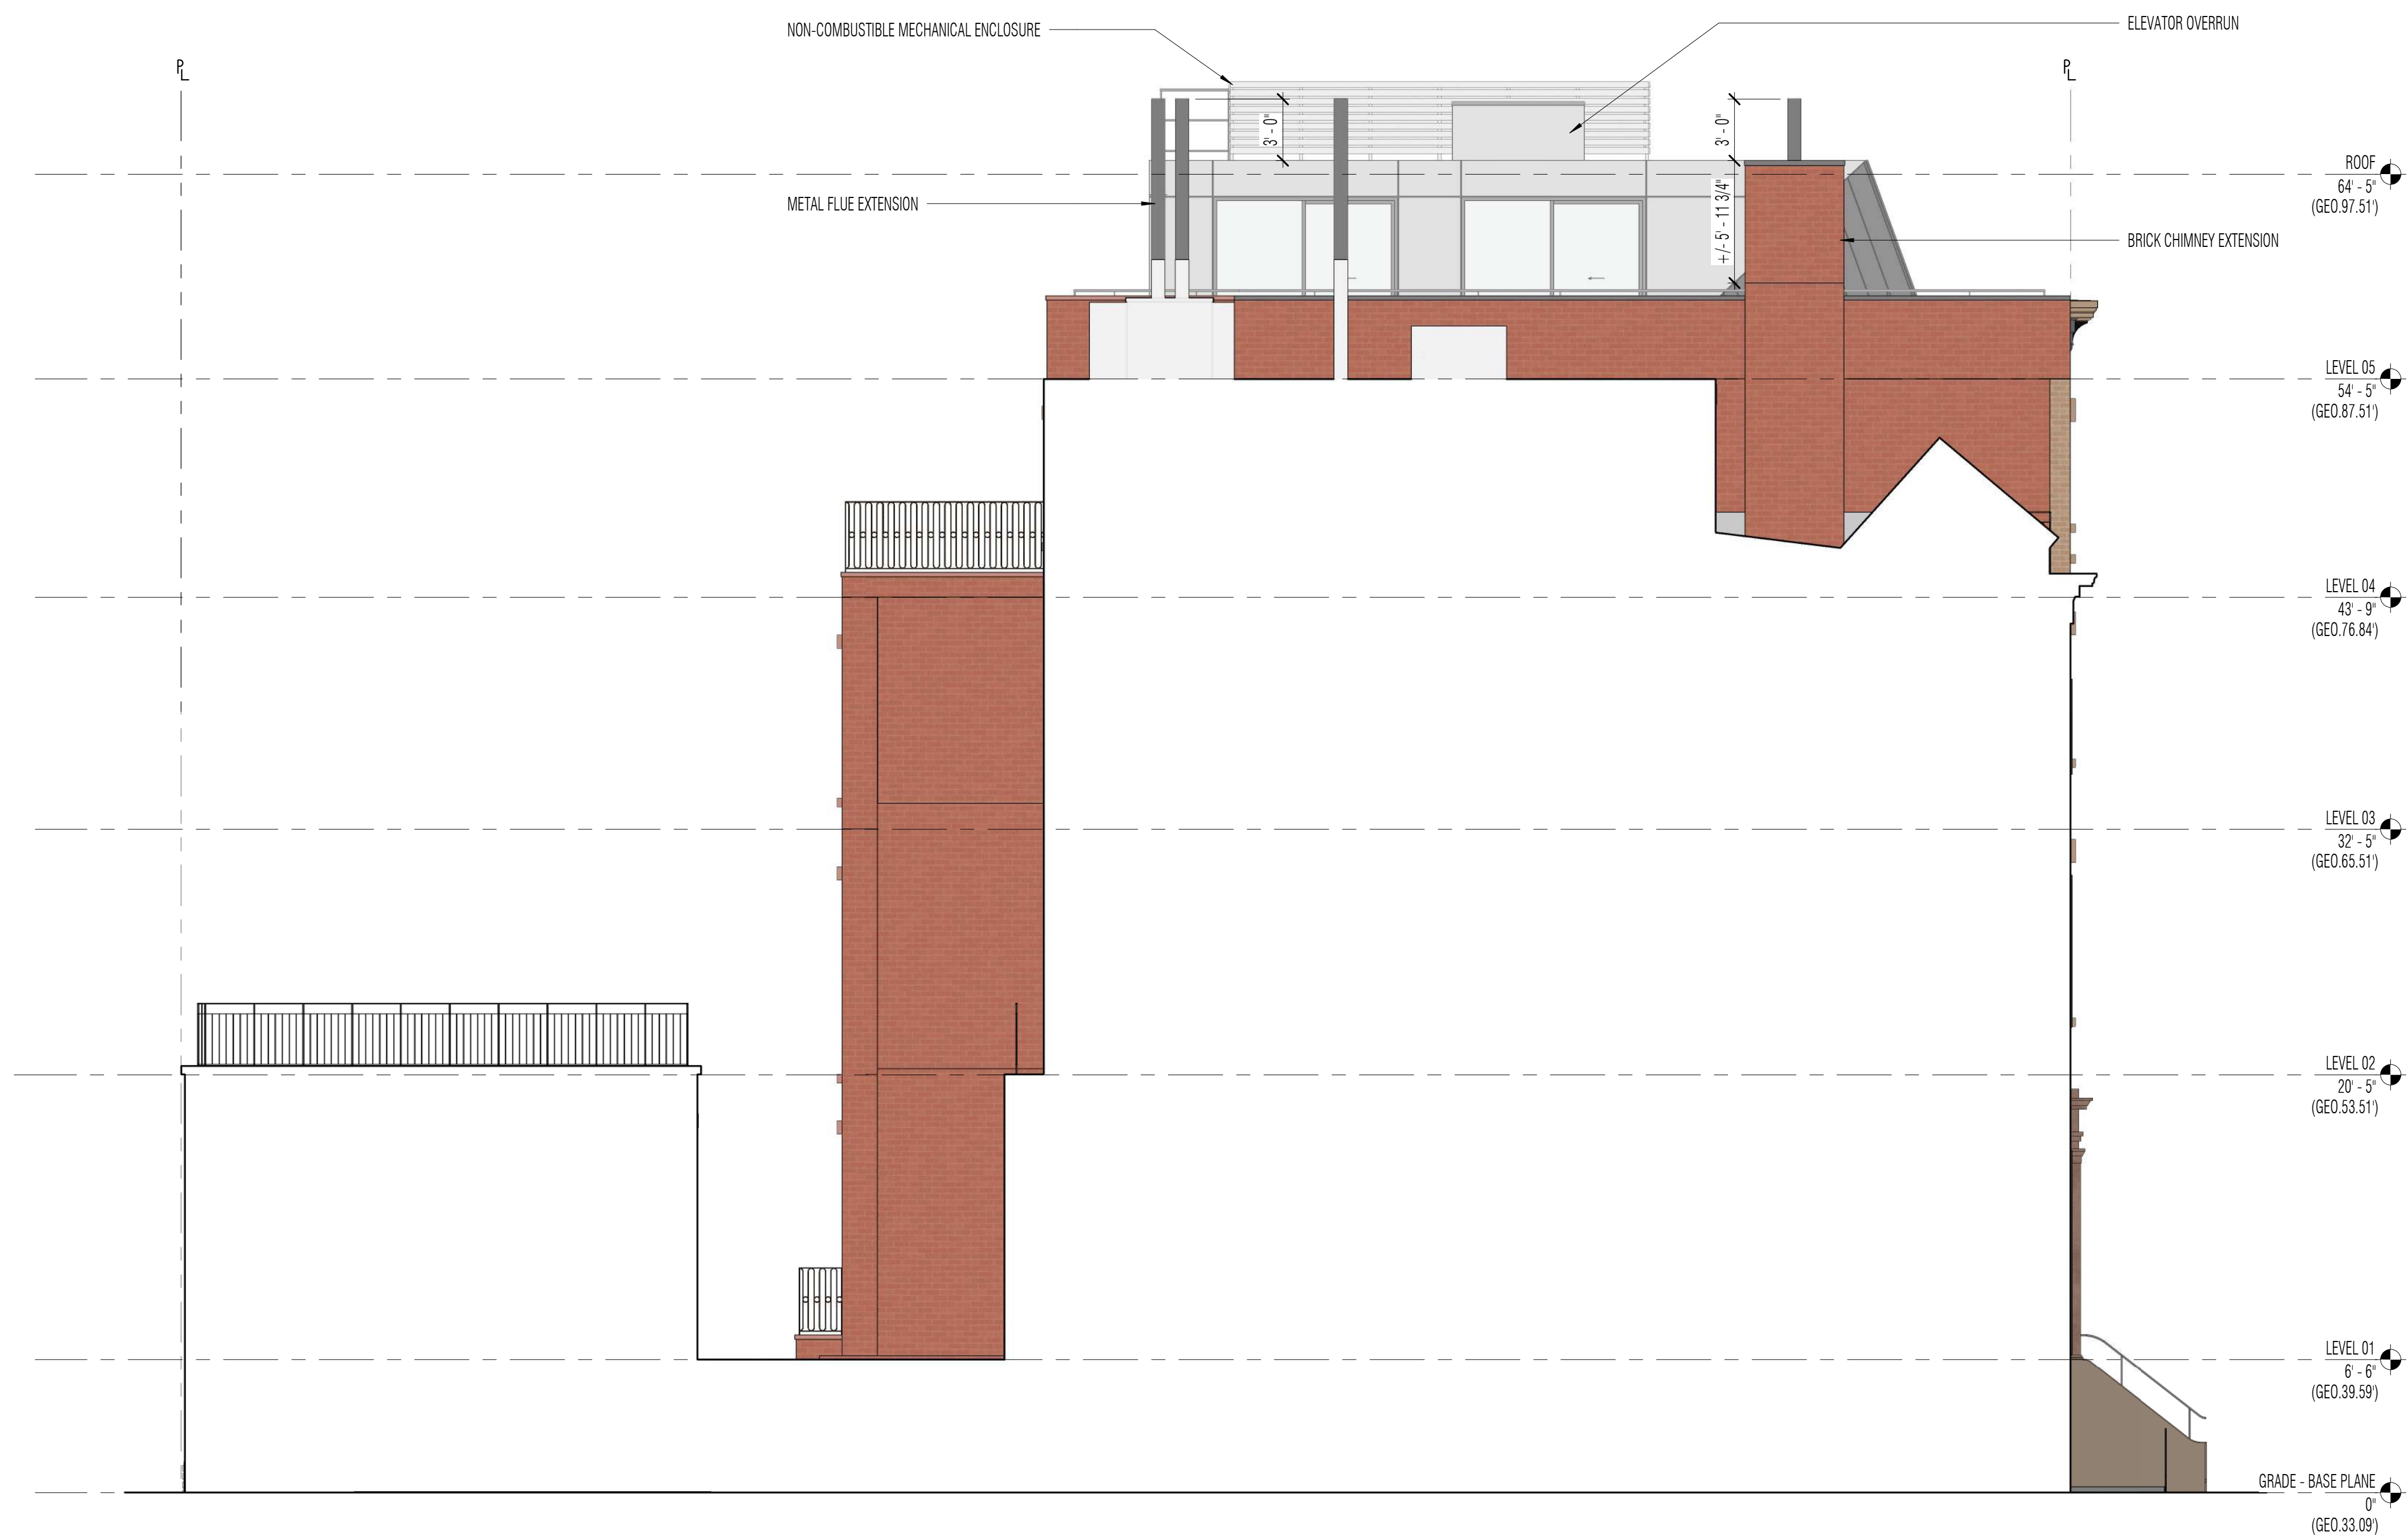 NON-COMBUSTIBLE MECHANICAL ENCLOSURE
ELEVATOR OVERRUN
PL
PL
3' - 0"
3' - 0"
ROOF
64' - 5"
(GEO.97.51')
METAL FLUE EXTENSION
+/- 5' - 11 3/4"
BRICK CHIMNEY EXTENSION
LEVEL 05
54' - 5"
(GEO.87.51')
LEVEL 04
43' - 9"
(GEO.76.84')
LEVEL 03
32' - 5"
(GEO.65.51')
LEVEL 02
20' - 5"
(GEO.53.51')
LEVEL 01
6' - 6"
(GEO.39.59')
GRADE - BASE PLANE
0"
(GEO.33.09')